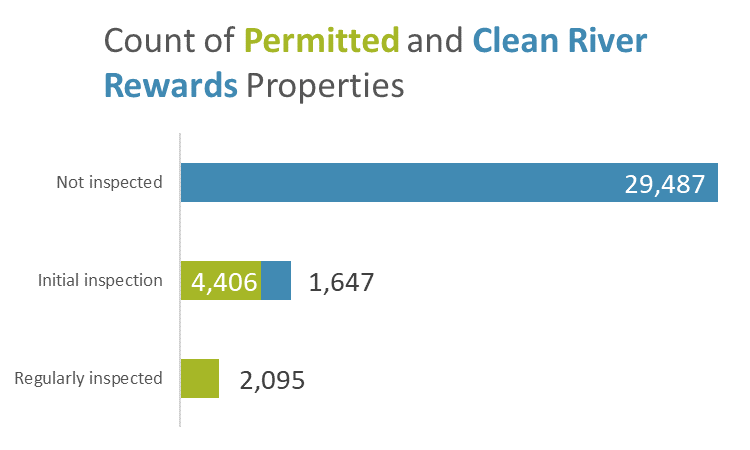 Count of Permitted and Clean River
Rewards Properties
Not inspected
29,487
Initial inspection
4,406
1,647
Regularly inspected
2,095